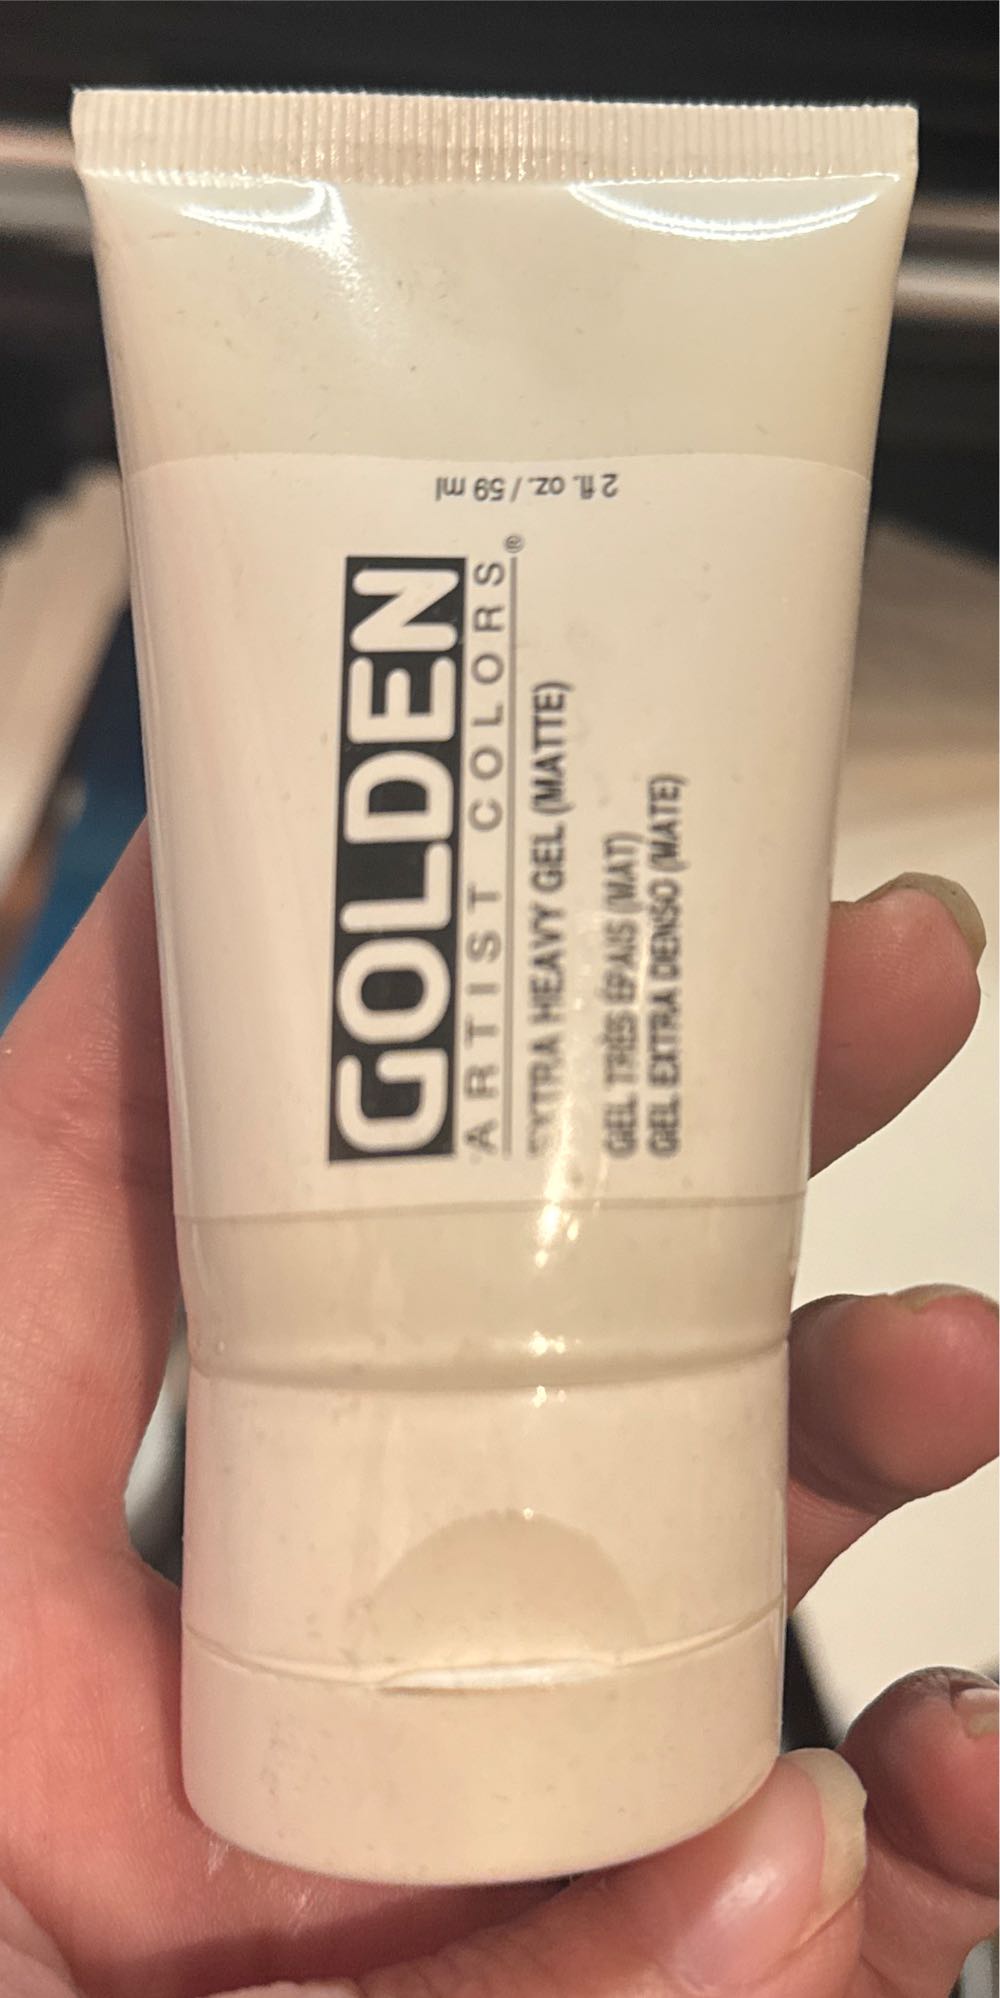 GOLDEN
ARTIST COLORS®
EXTRA HEAVY GEL (MATTE)
GEL TRÈS ÉPAIS (MAT)
GEL EXTRA DENSO (MATE)
2 fl. oz. / 59 ml